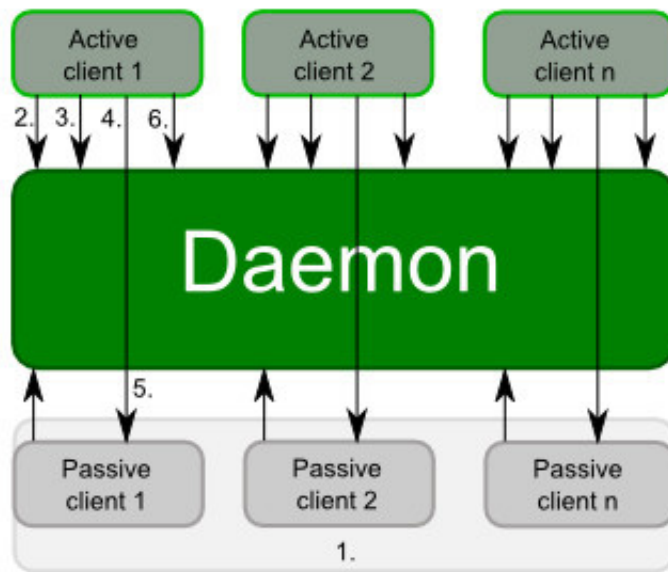 Active
client 1
Active
client 2
Active
client n
2. 3. 4. 6.
Daemon
5.
Passive
client 1
Passive
client 2
Passive
client n
1.